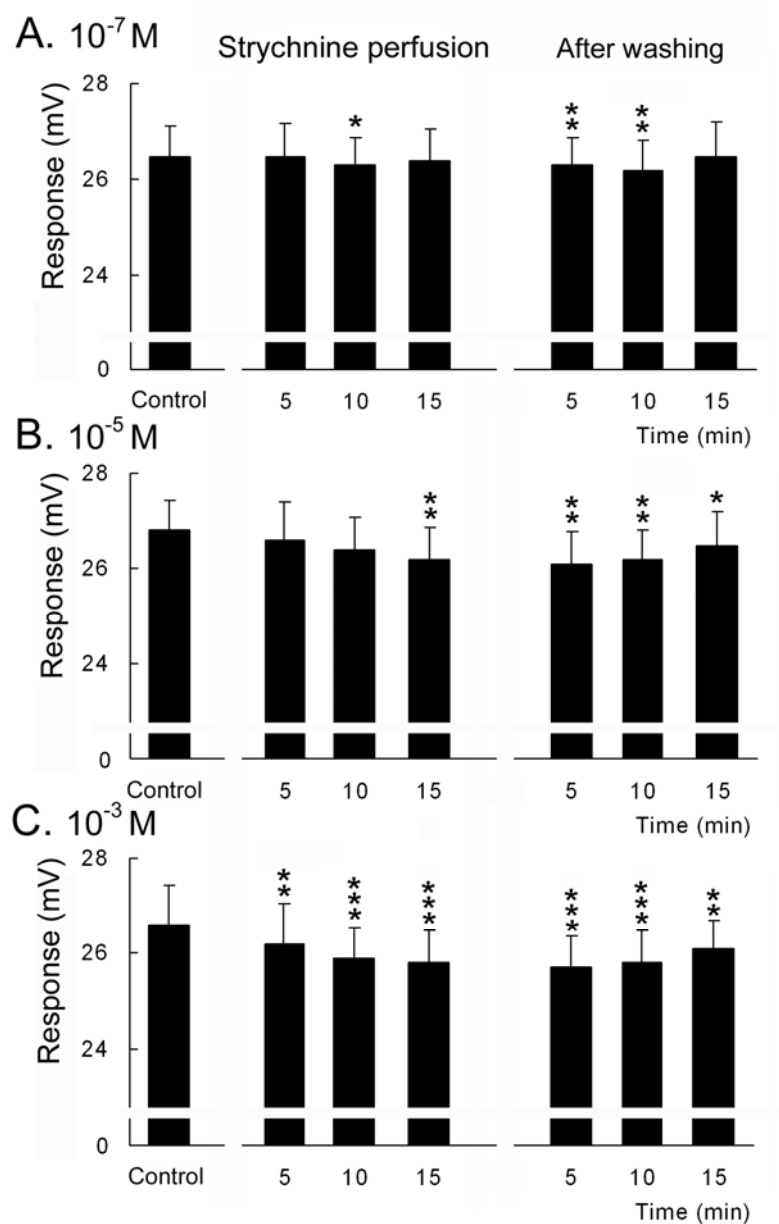 A. 10⁻⁷ M
Strychnine perfusion After washing
28
* ** **
26
Response (mV)
24
0
Control 5 10 15 5 10 15
Time (min)
B. 10⁻⁵ M
28
** ** ** *
26
Response (mV)
24
0
Control 5 10 15 5 10 15
Time (min)
C. 10⁻³ M
28
** *** *** *** *** **
26
Response (mV)
24
0
Control 5 10 15 5 10 15
Time (min)